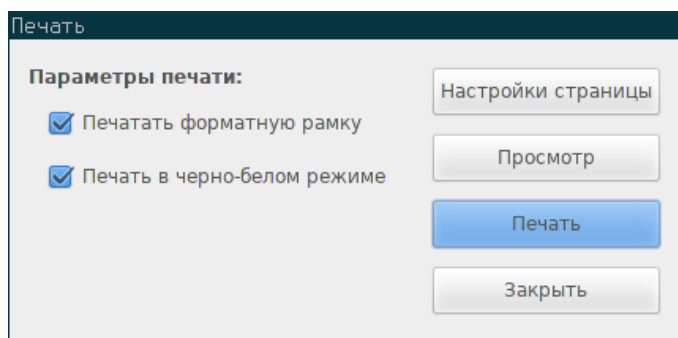 Печать
Параметры печати:
Печатать форматную рамку
Печать в черно-белом режиме
Настройки страницы
Просмотр
Печать
Закрыть